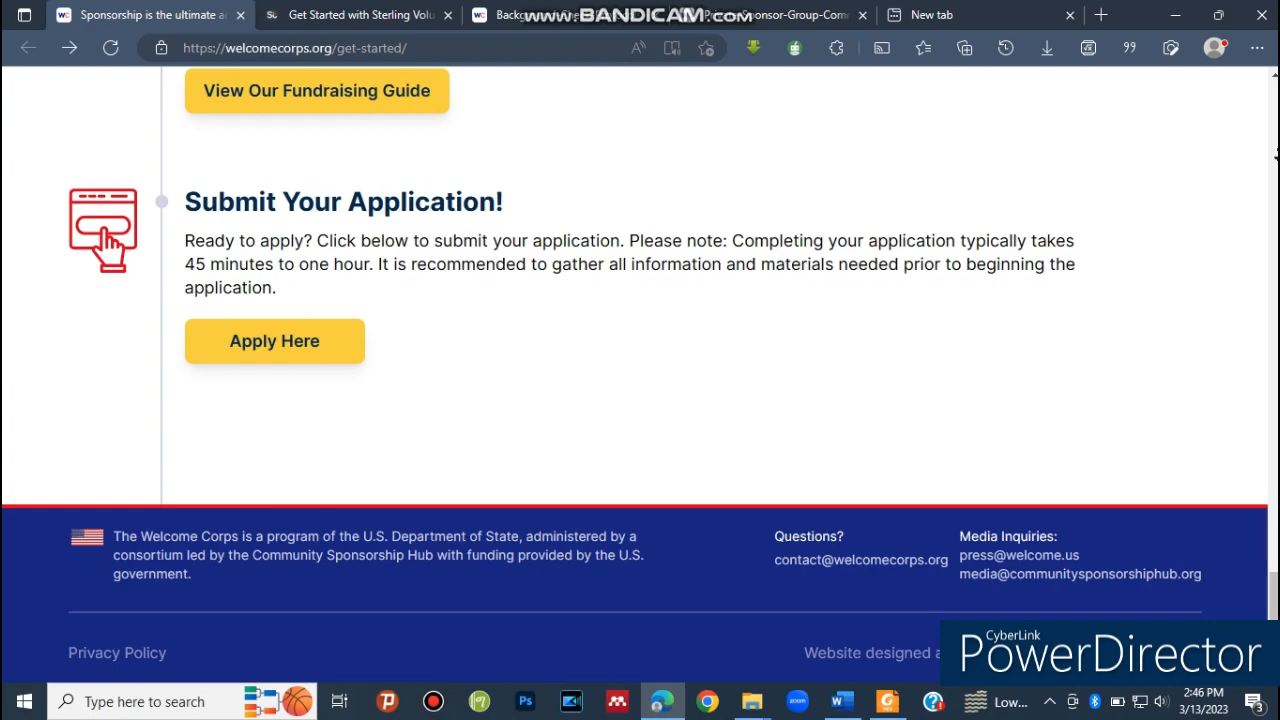 Sponsorship is the ultimate a
Get Started with Sterling Volu
www.BANDICAM.com
New tab
https://welcomecorps.org/get-started/
View Our Fundraising Guide
Submit Your Application!
Ready to apply? Click below to submit your application. Please note: Completing your application typically takes
45 minutes to one hour. It is recommended to gather all information and materials needed prior to beginning the
application.
Apply Here
The Welcome Corps is a program of the U.S. Department of State, administered by a
consortium led by the Community Sponsorship Hub with funding provided by the U.S.
government.
Questions?
contact@welcomecorps.org
Media Inquiries:
press@welcome.us
media@communitysponsorshiphub.org
Privacy Policy
Website designed a
CyberLink
PowerDirector
Type here to search
Low...
2:46 PM
3/13/2023